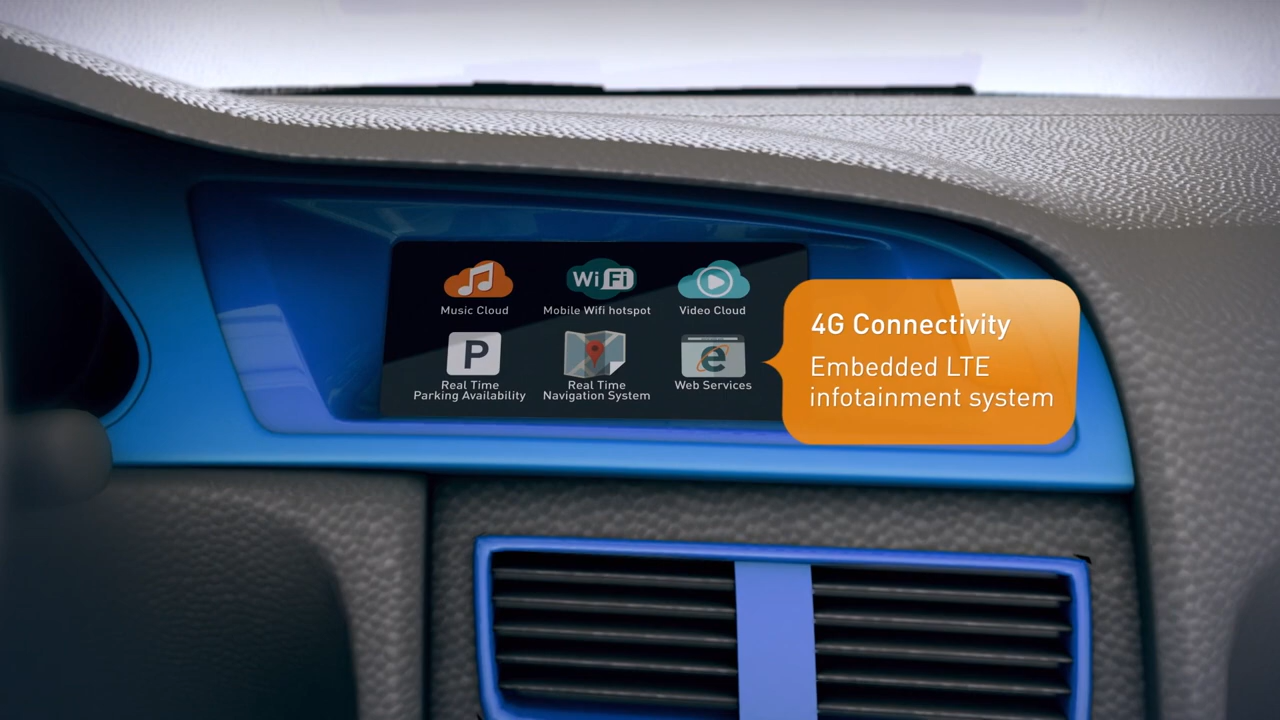 WiFi
Music Cloud
Mobile Wifi hotspot
Video Cloud
P
e
Real Time
Parking Availability
Real Time
Navigation System
Web Services
4G Connectivity
Embedded LTE
infotainment system